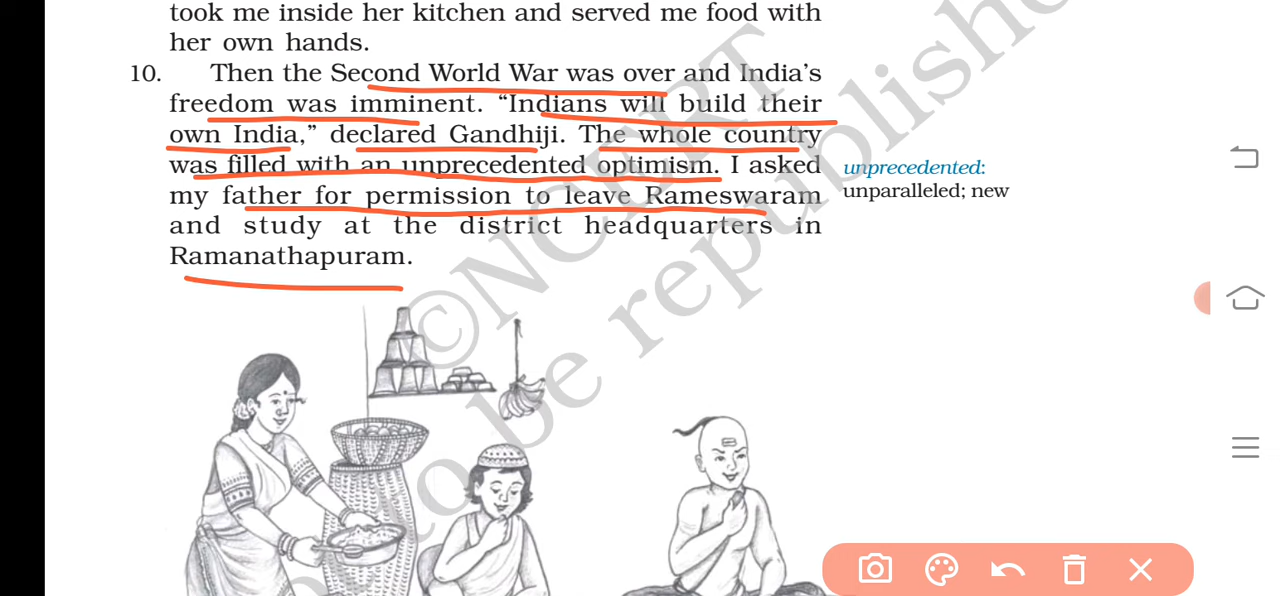 took me inside her kitchen and served me food with
her own hands.
10. Then the Second World War was over and India's
freedom was imminent. “Indians will build their
own India,” declared Gandhiji. The whole country
was filled with an unprecedented optimism. I asked
my father for permission to leave Rameswaram
and study at the district headquarters in
Ramanathapuram.
unprecedented:
unparalleled; new
©NCERT
to be republishe